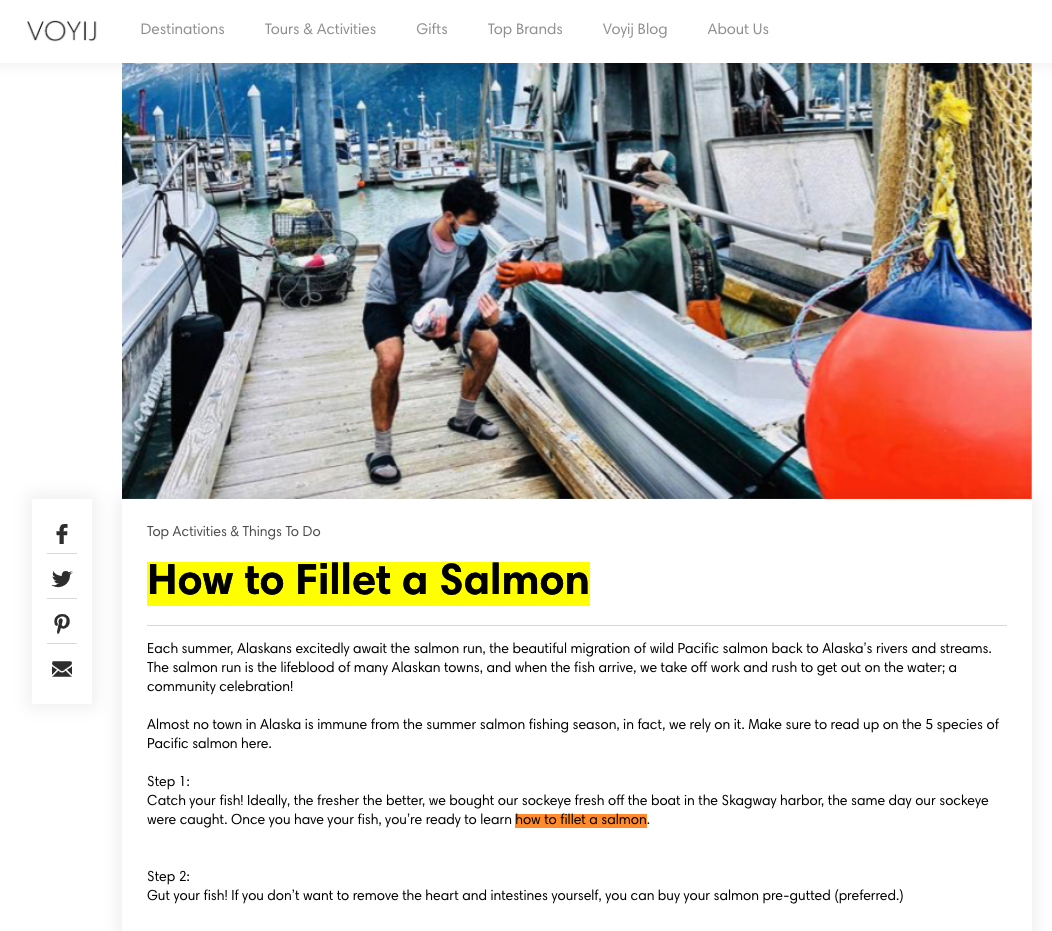 VOYIJ
Destinations
Tours & Activities
Gifts
Top Brands
Voyij Blog
About Us
Top Activities & Things To Do
How to Fillet a Salmon
Each summer, Alaskans excitedly await the salmon run, the beautiful migration of wild Pacific salmon back to Alaska's rivers and streams.
The salmon run is the lifeblood of many Alaskan towns, and when the fish arrive, we take off work and rush to get out on the water; a
community celebration!
Almost no town in Alaska is immune from the summer salmon fishing season, in fact, we rely on it. Make sure to read up on the 5 species of
Pacific salmon here.
Step 1:
Catch your fish! Ideally, the fresher the better, we bought our sockeye fresh off the boat in the Skagway harbor, the same day our sockeye
were caught. Once you have your fish, you're ready to learn how to fillet a salmon.
Step 2:
Gut your fish! If you don't want to remove the heart and intestines yourself, you can buy your salmon pre-gutted (preferred.)